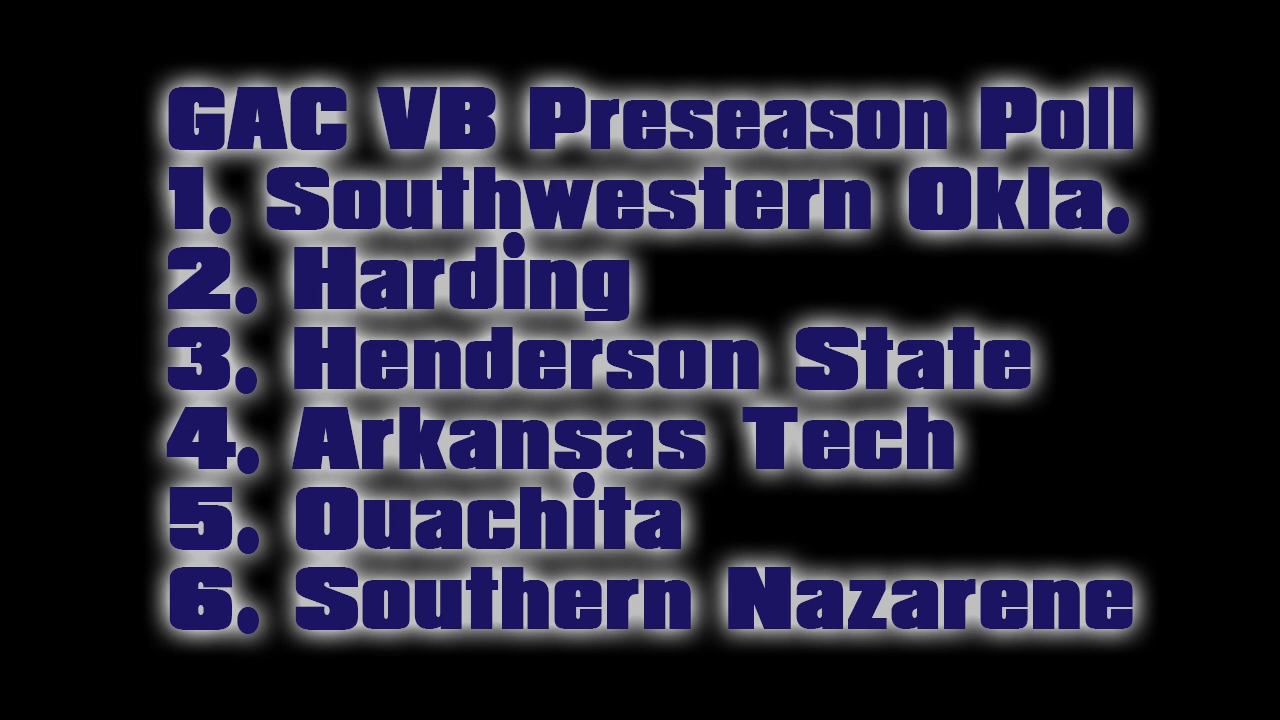 GAC VB Preseason Poll
1. Southwestern Okla.
2. Harding
3. Henderson State
4. Arkansas Tech
5. Ouachita
6. Southern Nazarene